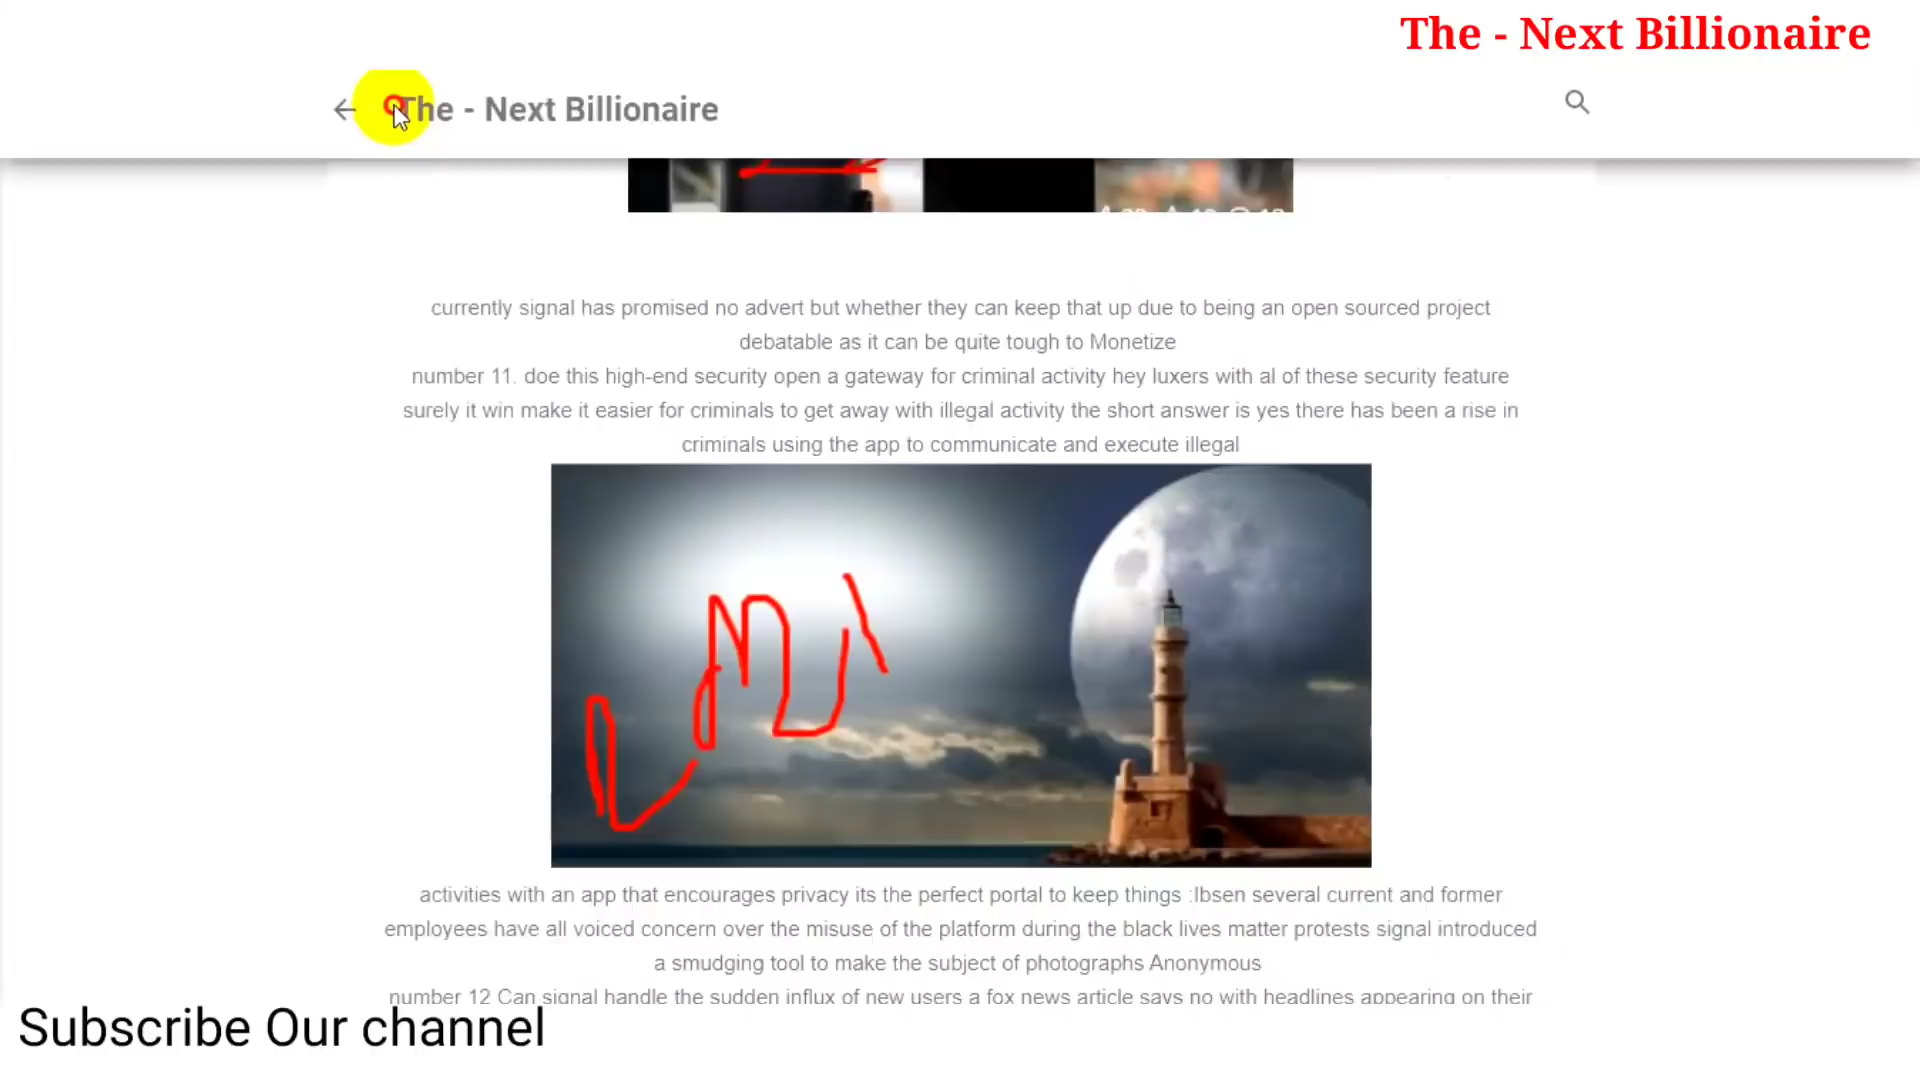 The - Next Billionaire
The - Next Billionaire
currently signal has promised no advert but whether they can keep that up due to being an open sourced project
debatable as it can be quite tough to Monetize
number 11. doe this high-end security open a gateway for criminal activity hey luxers with al of these security feature
surely it win make it easier for criminals to get away with illegal activity the short answer is yes there has been a rise in
criminals using the app to communicate and execute illegal
activities with an app that encourages privacy its the perfect portal to keep things :Ibsen several current and former
employees have all voiced concern over the misuse of the platform during the black lives matter protests signal introduced
a smudging tool to make the subject of photographs Anonymous
number 12 Can signal handle the sudden influx of new users a fox news article says no with headlines appearing on their
Subscribe Our channel